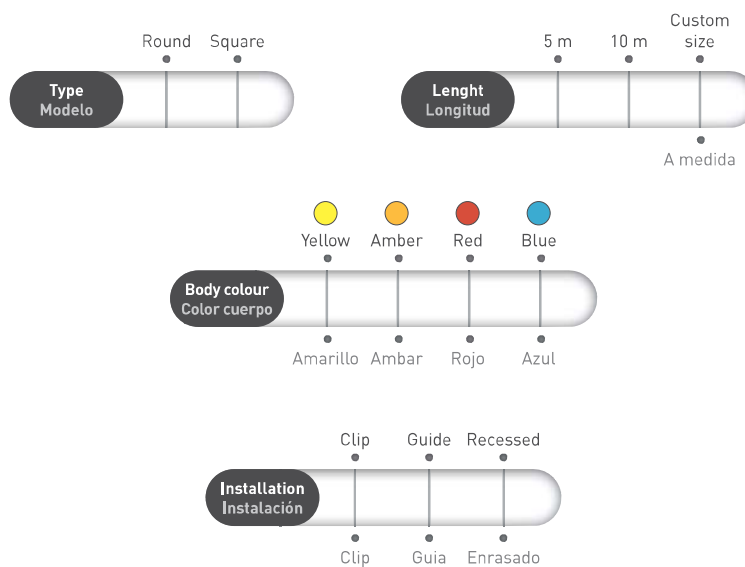 Round Square
Type
Modelo
5 m 10 m Custom size
Lenght
Longitud
A medida
Yellow Amber Red Blue
Body colour
Color cuerpo
Amarillo Ambar Rojo Azul
Clip Guide Recessed
Installation
Instalación
Clip Guia Enrasado